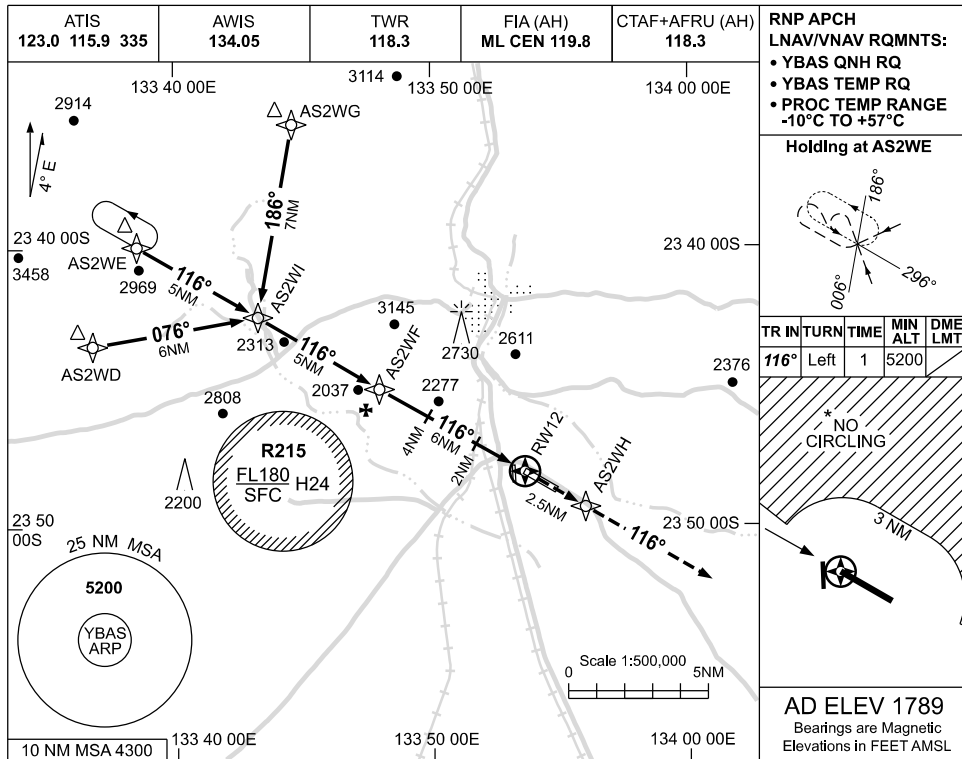 ATIS
123.0 115.9 335
AWIS
134.05
TWR
118.3
FIA (AH)
ML CEN 119.8
CTAF+AFRU (AH)
118.3
RNP APCH
LNAV/VNAV RQMNTS:
• YBAS QNH RQ
• YBAS TEMP RQ
• PROC TEMP RANGE
-10°C TO +57°C
133 40 00E
3114
133 50 00E
134 00 00E
2914
AS2WG
4° E
186°
7NM
23 40 00S
23 40 00S
3458
AS2WE
2969
116°
5NM
AS2WI
076°
6NM
AS2WD
2313
3145
116°
5NM
AS2WF
2730
2611
2376
2037
2277
2808
4NM
116°
6NM
2NM
RW12
2.5NM
AS2WH
116°
R215
FL180
SFC
H24
2200
23 50
00S
23 50 00S
25 NM MSA
5200
YBAS
ARP
10 NM MSA 4300
133 40 00E
133 50 00E
134 00 00E
Scale 1:500,000
0
5NM
Holding at AS2WE
186°
296°
006°
TR IN TURN TIME MIN ALT DME LMT
116° Left 1 5200
* NO
CIRCLING
3 NM
AD ELEV 1789
Bearings are Magnetic
Elevations in FEET AMSL